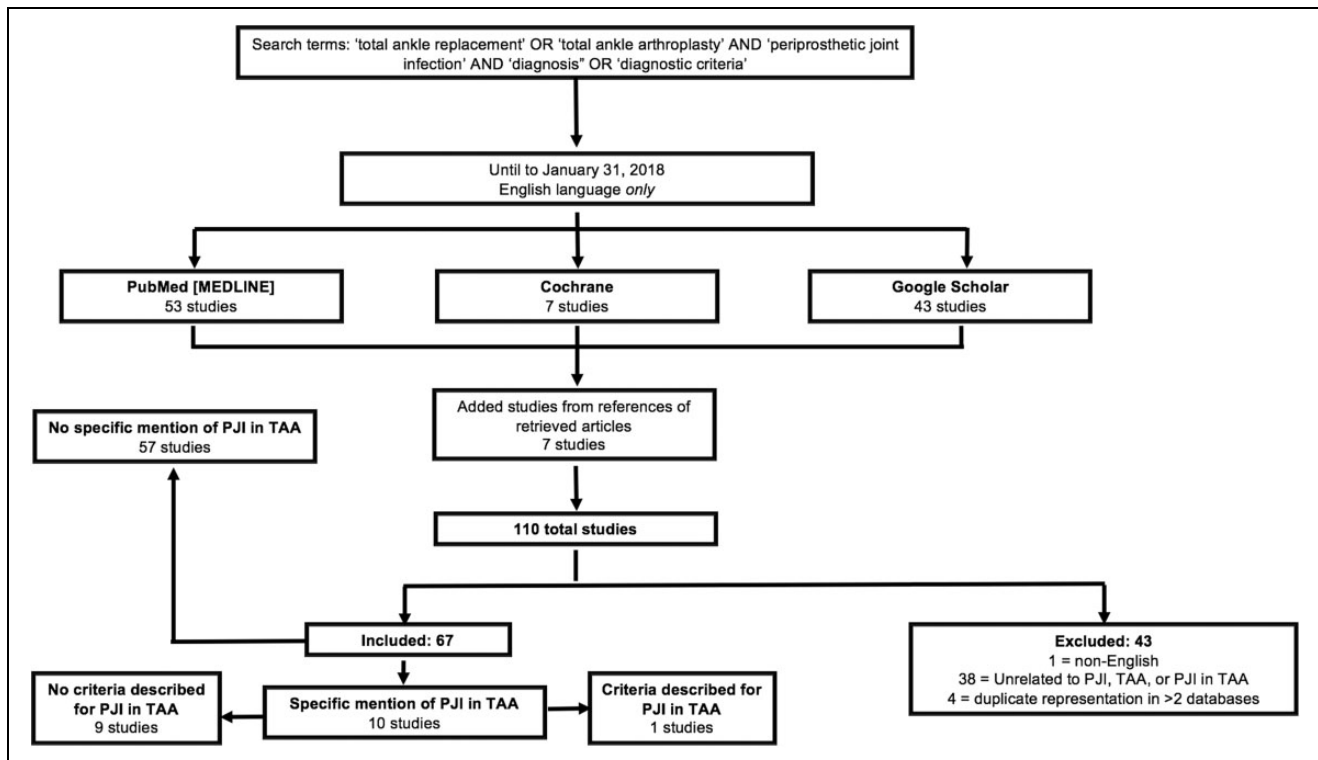 Search terms: ‘total ankle replacement’ OR ‘total ankle arthroplasty’ AND ‘periprosthetic joint
infection’ AND ‘diagnosis” OR ‘diagnostic criteria’
Until to January 31, 2018
English language only
PubMed [MEDLINE]
53 studies
Cochrane
7 studies
Google Scholar
43 studies
Added studies from references of
retrieved articles
7 studies
No specific mention of PJI in TAA
57 studies
110 total studies
Included: 67
Excluded: 43
1 = non-English
38 = Unrelated to PJI, TAA, or PJI in TAA
4 = duplicate representation in >2 databases
No criteria described
for PJI in TAA
9 studies
Specific mention of PJI in TAA
10 studies
Criteria described for
PJI in TAA
1 studies